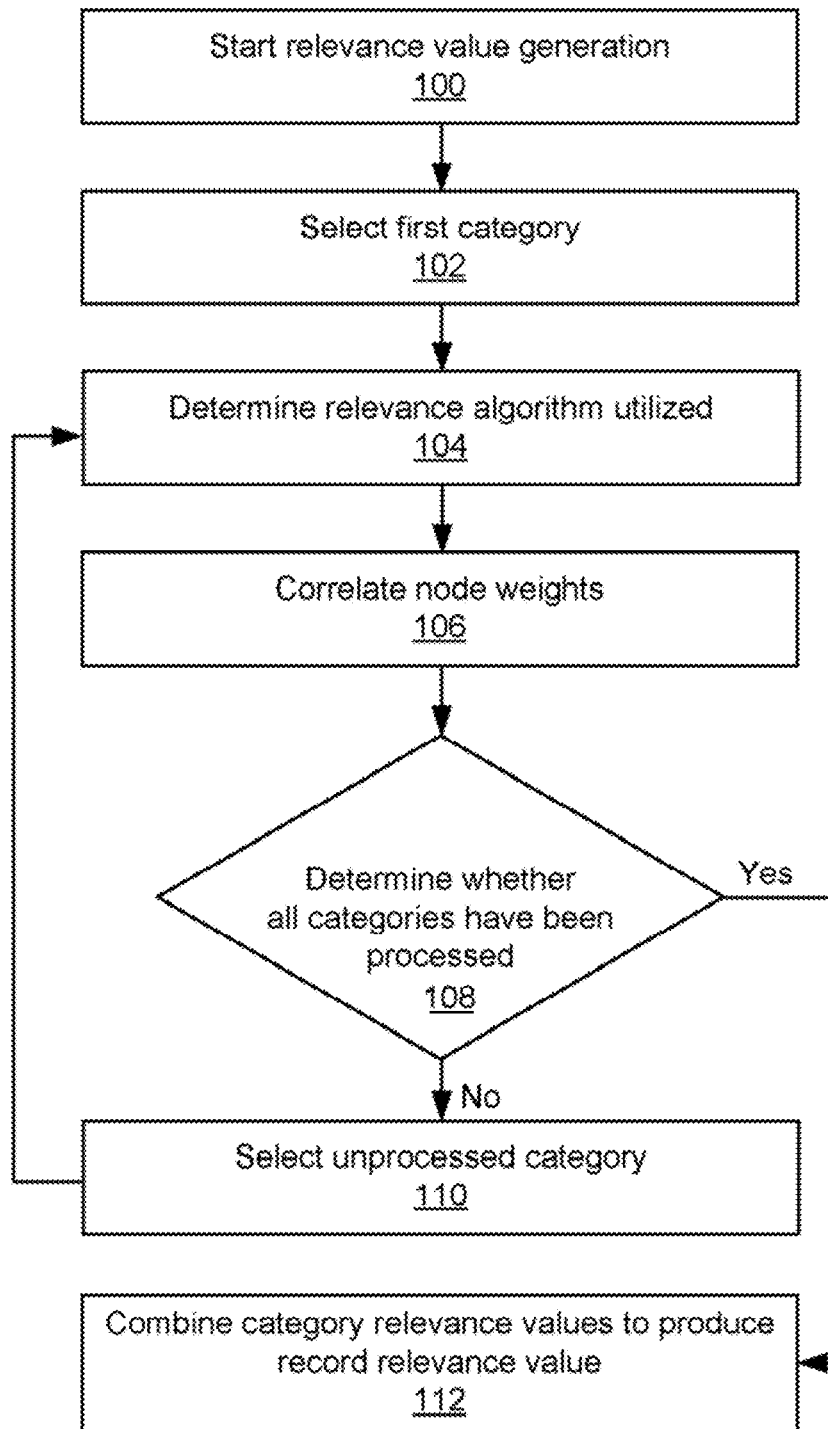 Start relevance value generation
100
Select first category
102
Determine relevance algorithm utilized
104
Correlate node weights
106
Determine whether
all categories have been
processed
108
Yes
No
Select unprocessed category
110
Combine category relevance values to produce
record relevance value
112